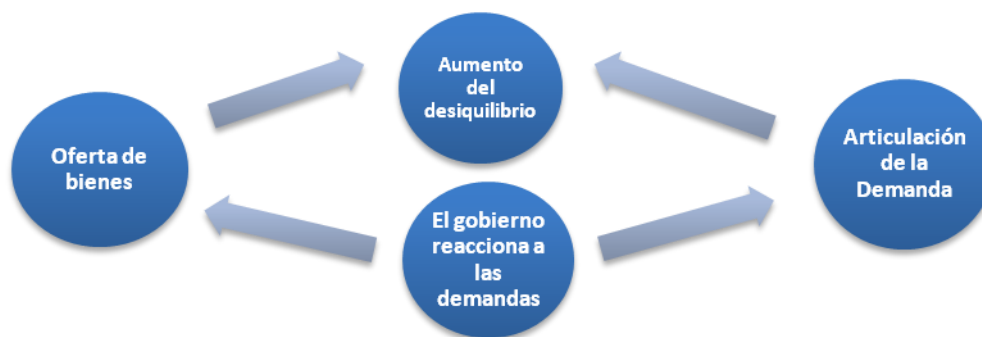 Aumento
del
desiquilibrio
Oferta de
bienes
Articulación
de la
Demanda
El gobierno
reacciona a
las
demandas